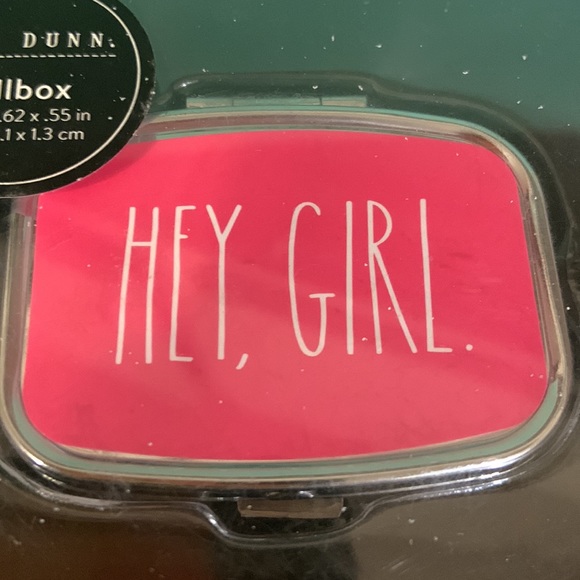 DUNN.
llbox
.62 x .55 in
.1 x 1.3 cm
HEY, GIRL.